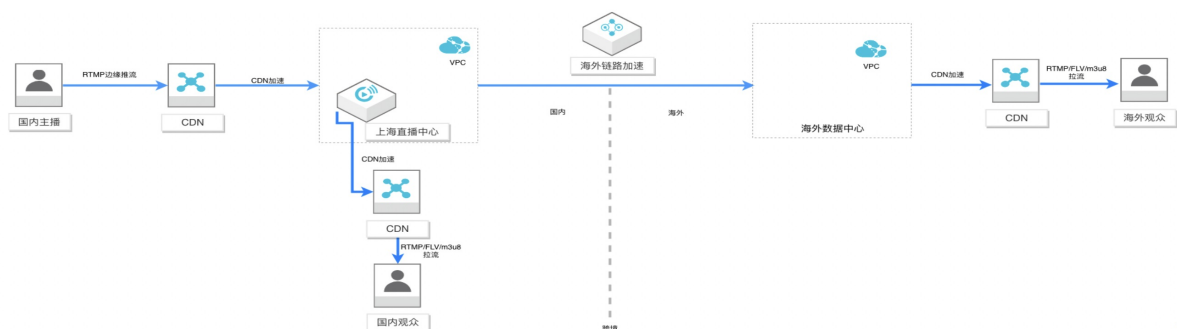 国内主播
RTMP边缘推流
CDN
CDN加速
VPC
上海直播中心
CDN加速
CDN
RTMP/FLV/m3u8
拉流
国内观众
海外链路加速
国内
海外
跨境
VPC
海外数据中心
CDN加速
CDN
RTMP/FLV/m3u8
拉流
海外观众